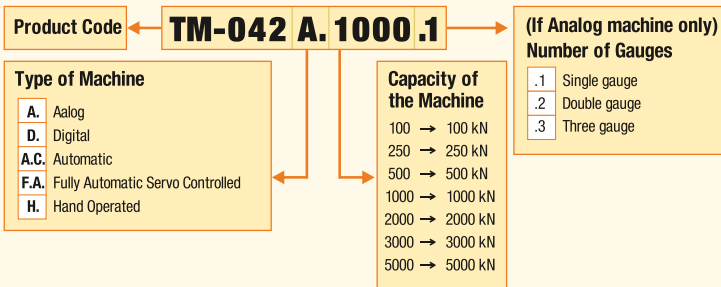 Product Code
TM-042 A. 1000 .1
(If Analog machine only)
Number of Gauges
.1 Single gauge
.2 Double gauge
.3 Three gauge
Type of Machine
A. Aalog
D. Digital
A.C. Automatic
F.A. Fully Automatic Servo Controlled
H. Hand Operated
Capacity of
the Machine
100 → 100 kN
250 → 250 kN
500 → 500 kN
1000 → 1000 kN
2000 → 2000 kN
3000 → 3000 kN
5000 → 5000 kN